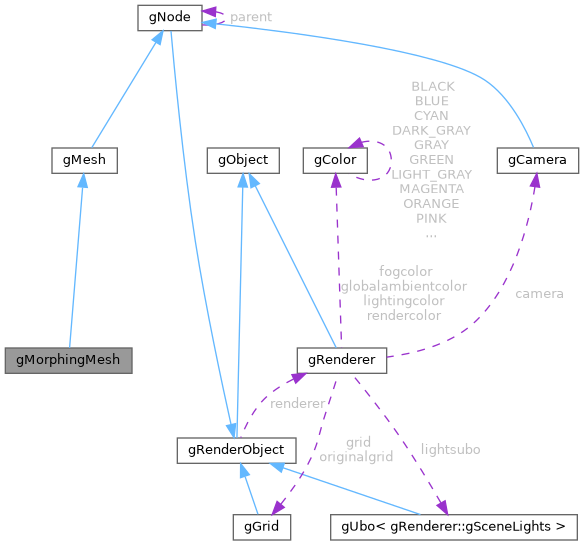 gNode
parent
BLACK
BLUE
CYAN
DARK_GRAY
GRAY
GREEN
LIGHT_GRAY
MAGENTA
ORANGE
PINK
...
gMesh
gObject
gColor
gCamera
fogcolor
globalambientcolor
lightingcolor
rendercolor
camera
gMorphingMesh
gRenderer
renderer
grid
originalgrid
lightsubo
gRenderObject
gGrid
gUbo< gRenderer::gSceneLights >